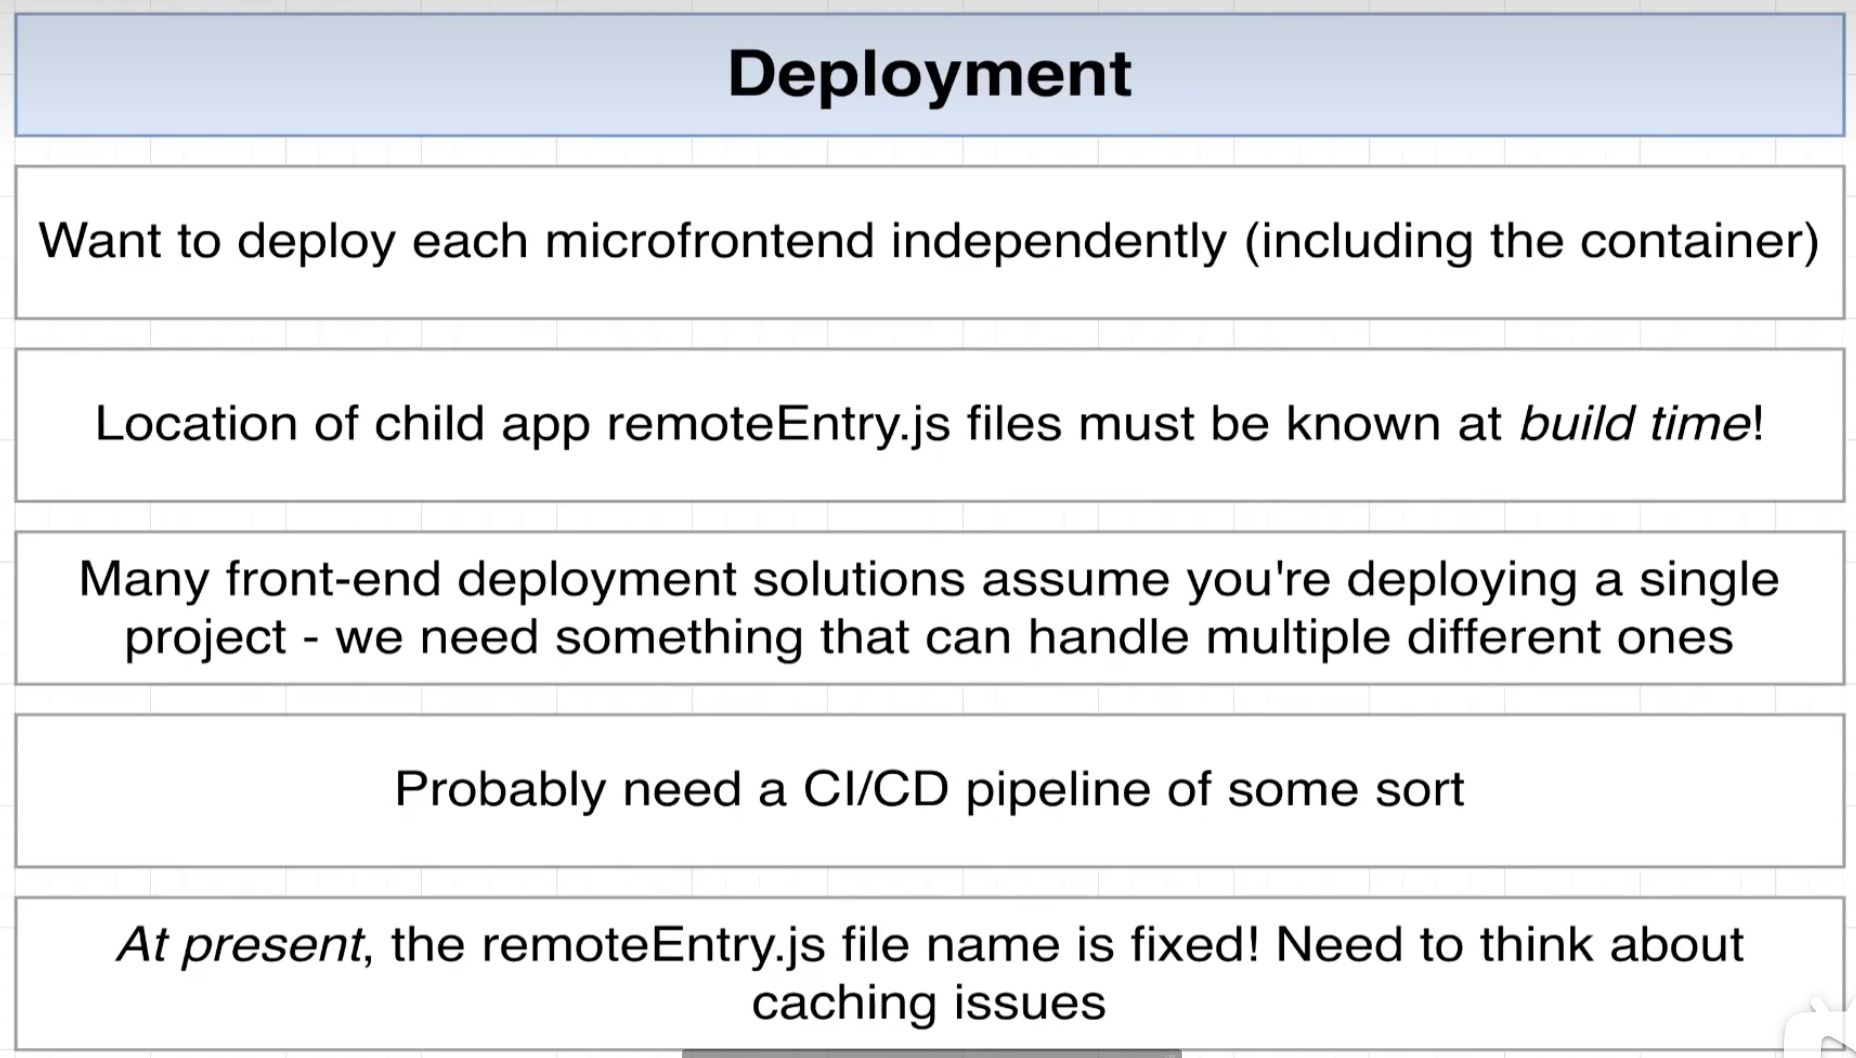 Deployment
Want to deploy each microfrontend independently (including the container)
Location of child app remoteEntry.js files must be known at build time!
Many front-end deployment solutions assume you're deploying a single
project - we need something that can handle multiple different ones
Probably need a CI/CD pipeline of some sort
At present, the remoteEntry.js file name is fixed! Need to think about
caching issues